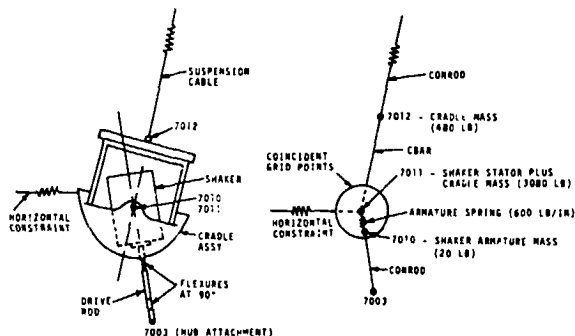 SUSPENSION
CABLE
7012
SHAKER
7010
7011
HORIZONTAL
CONSTRAINT
CRADLE
ASSY
DRIVE
ROD
FLEXURES
AT 90°
7003 (HUB ATTACHMENT)
CONROD
7012 - CRADLE MASS
(480 LB)
CBAR
COINCIDENT
GRID POINTS
7011 - SHAKER STATOR PLUS
CRADLE MASS (3080 LB)
ARMATURE SPRING (600 LB/IN)
HORIZONTAL
CONSTRAINT
7010 - SHAKER ARMATURE MASS
(20 LB)
CONROD
7003